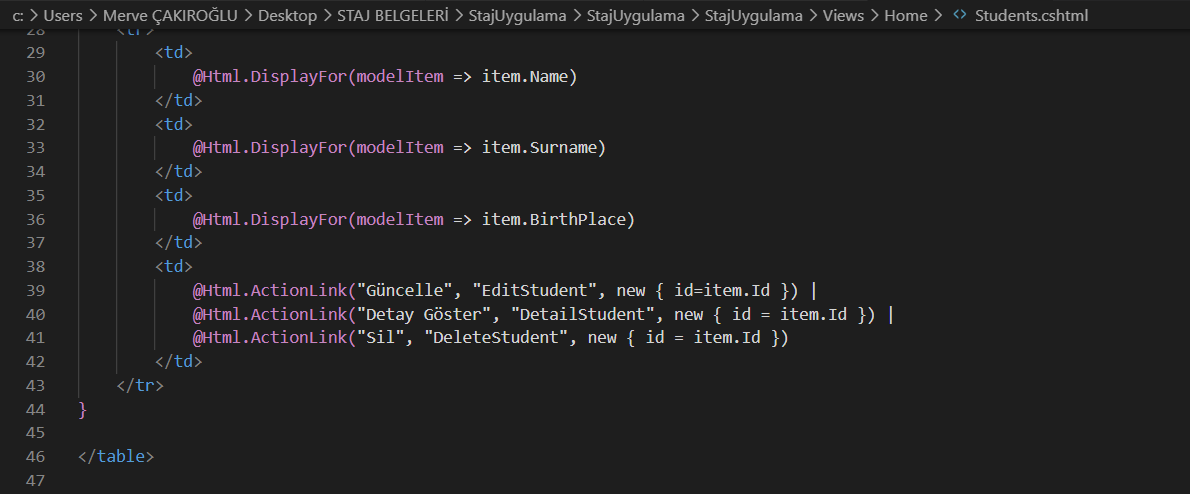 c: > Users > Merve ÇAKIROĞLU > Desktop > STAJ BELGELERİ > StajUygulama > StajUygulama > StajUygulama > Views > Home > <> Students.cshtml
28 <tr>
29 <td>
30 @Html.DisplayFor(modelItem => item.Name)
31 </td>
32 <td>
33 @Html.DisplayFor(modelItem => item.Surname)
34 </td>
35 <td>
36 @Html.DisplayFor(modelItem => item.BirthPlace)
37 </td>
38 <td>
39 @Html.ActionLink("Güncelle", "EditStudent", new { id=item.Id }) |
40 @Html.ActionLink("Detay Göster", "DetailStudent", new { id = item.Id }) |
41 @Html.ActionLink("Sil", "DeleteStudent", new { id = item.Id })
42 </td>
43 </tr>
44 }
45
46 </table>
47